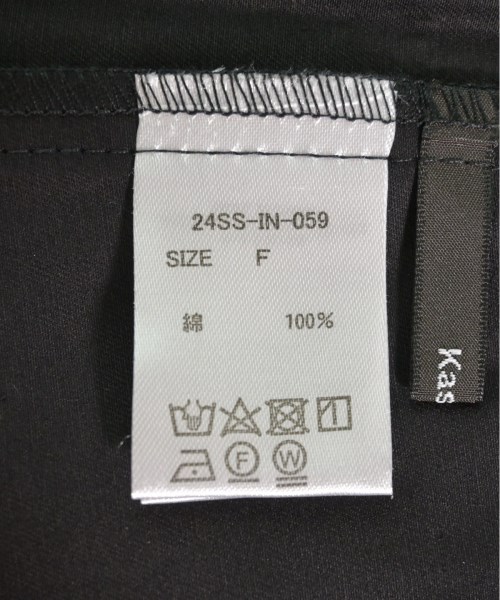 24SS-IN-059
SIZE F
綿 100%
F W
Kas